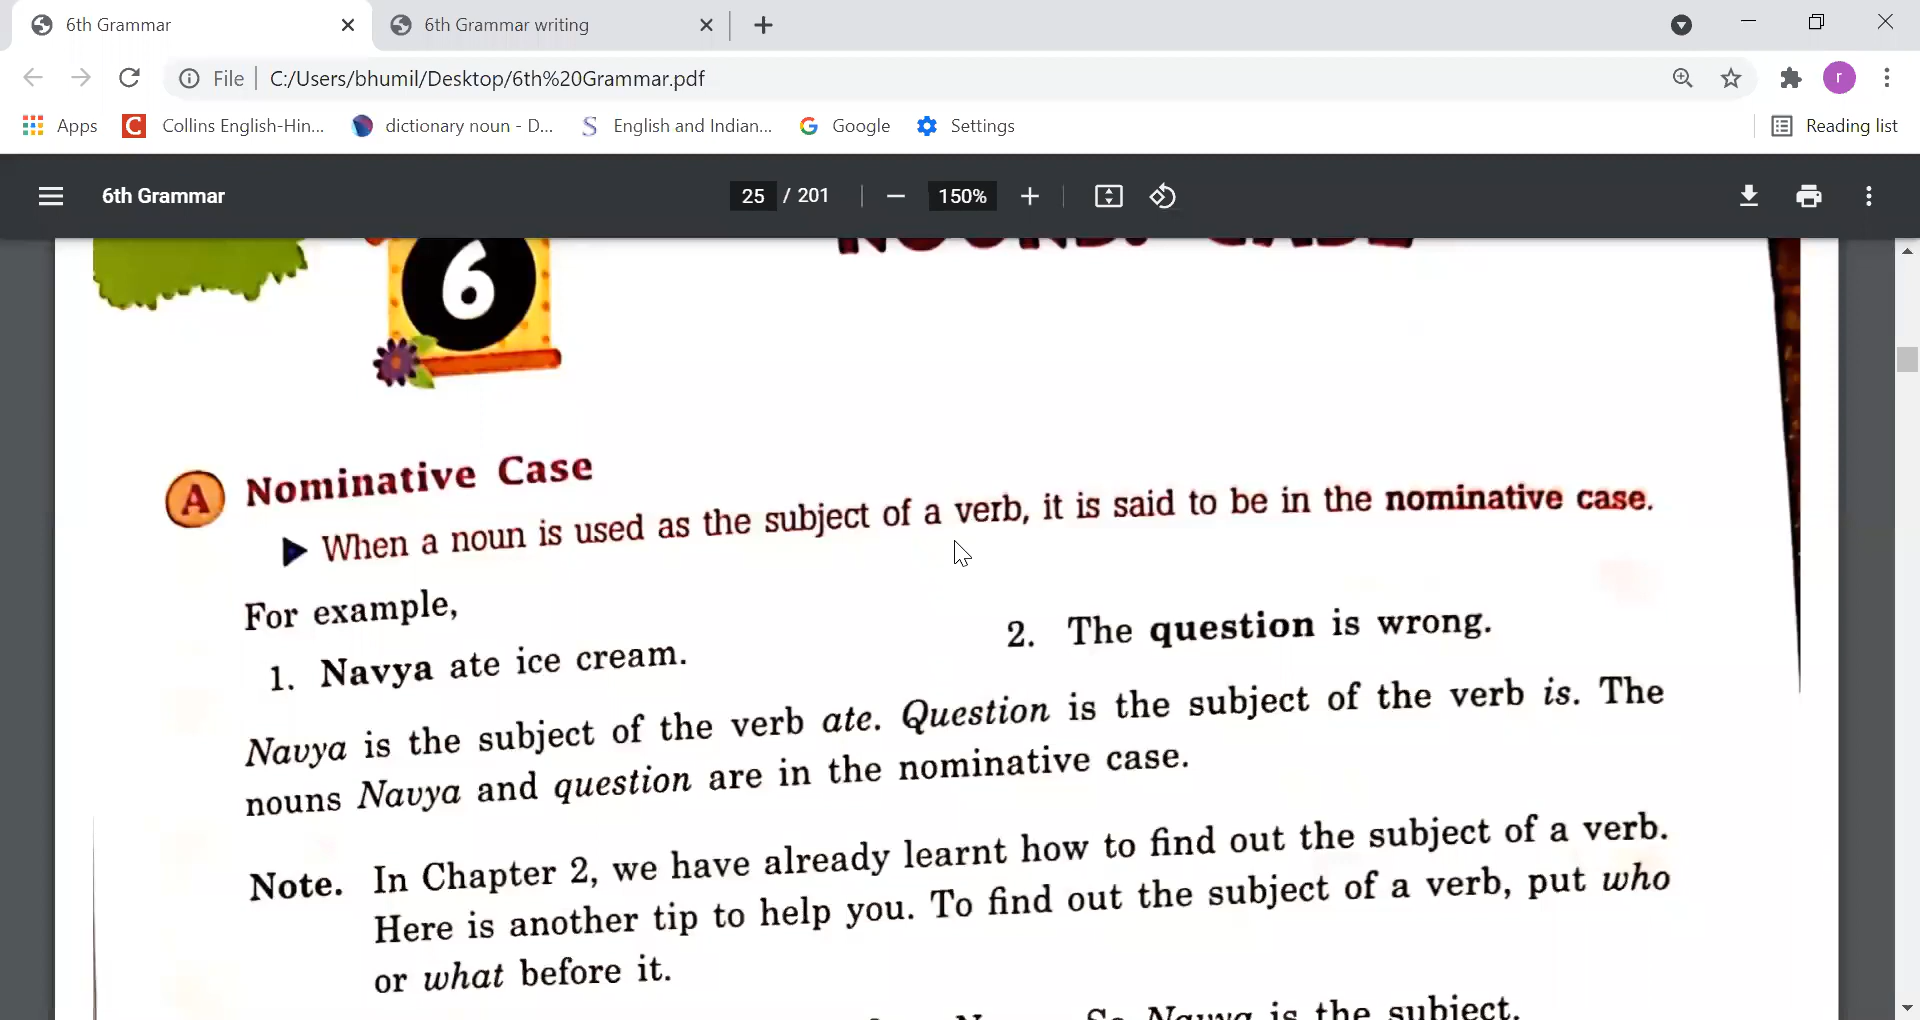 6th Grammar
6th Grammar writing
File
C:/Users/bhumil/Desktop/6th%20Grammar.pdf
r
Apps
Collins English-Hin...
dictionary noun - D...
English and Indian...
Google
Settings
Reading list
6th Grammar
25 / 201
150%
6
A Nominative Case
When a noun is used as the subject of a verb, it is said to be in the nominative case.
For example,
1. Navya ate ice cream.
2. The question is wrong.
Navya is the subject of the verb ate. Question is the subject of the verb is. The
nouns Navya and question are in the nominative case.
Note. In Chapter 2, we have already learnt how to find out the subject of a verb.
Here is another tip to help you. To find out the subject of a verb, put who
or what before it.
So Navya is the subject.